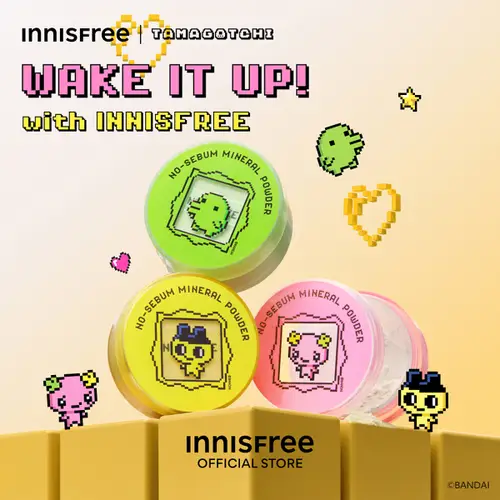 innisfree | TAMAGOTCHI
WAKE IT UP!
with INNISFREE
NO-SEBUM MINERAL POWDER
NO-SEBUM MINERAL POWDER
NO-SEBUM MINERAL POWDER
innisfree
OFFICIAL STORE
©BANDAI